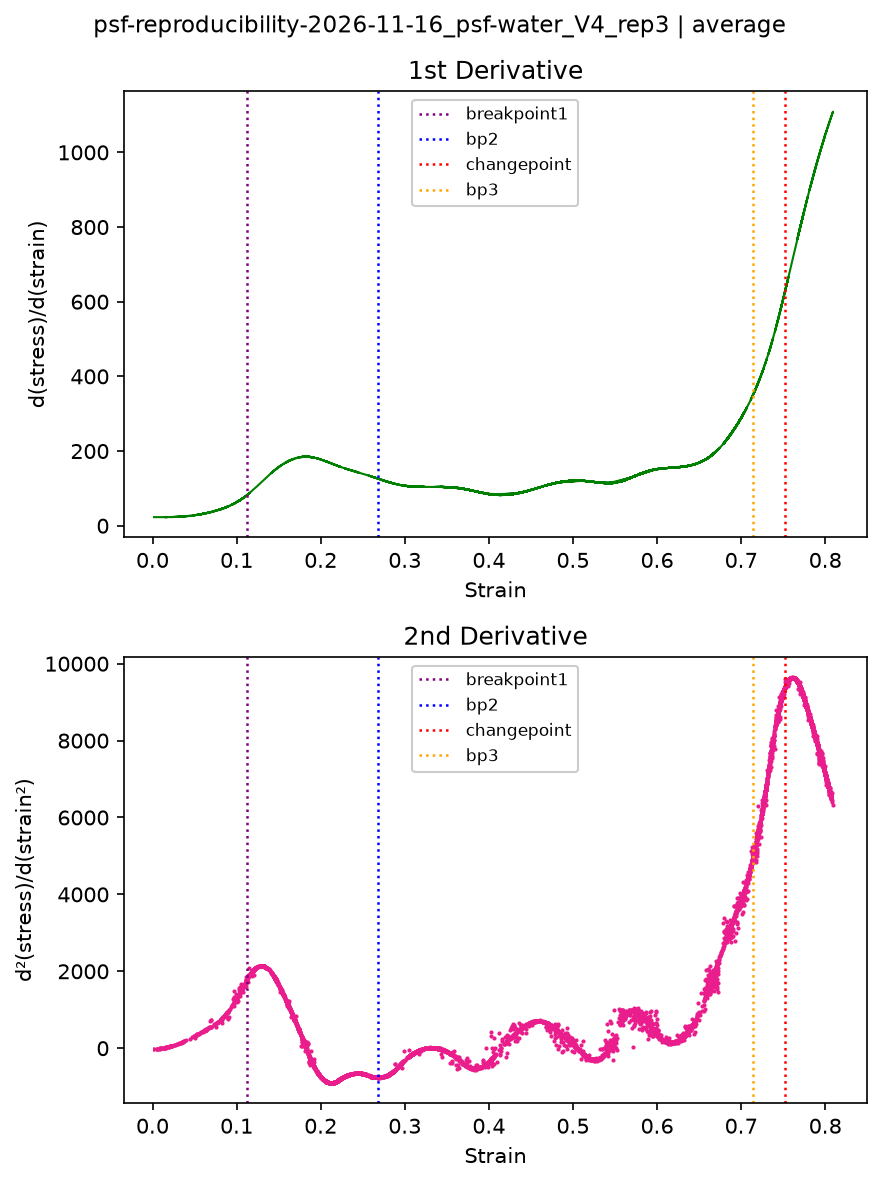 psf-reproducibility-2026-11-16_psf-water_V4_rep3 | average
1st Derivative
breakpoint1
bp2
changepoint
bp3
d(stress)/d(strain)
1000
800
600
400
200
0
0.0 0.1 0.2 0.3 0.4 0.5 0.6 0.7 0.8
Strain
2nd Derivative
breakpoint1
bp2
changepoint
bp3
d²(stress)/d(strain²)
10000
8000
6000
4000
2000
0
0.0 0.1 0.2 0.3 0.4 0.5 0.6 0.7 0.8
Strain